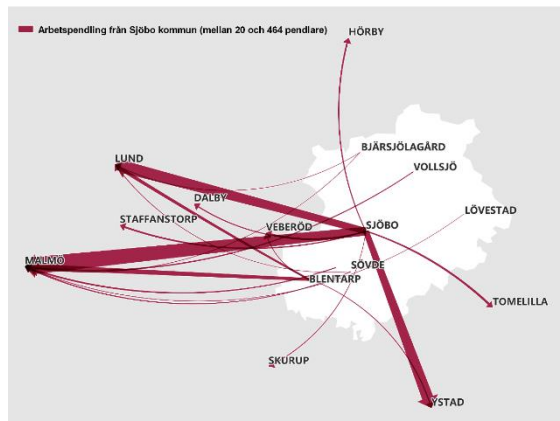 Arbetspendling från Sjöbo kommun (mellan 20 och 464 pendlare)
HÖRBY
BJÄRSJÖLAGÅRD
LUND
VOLLSJÖ
DALBY
LÖVESTAD
STAFFANSTORP
VEBERÖD
SJÖBO
MALMÖ
SÖVDE
BLENTARP
TOMELILLA
SKURUP
YSTAD